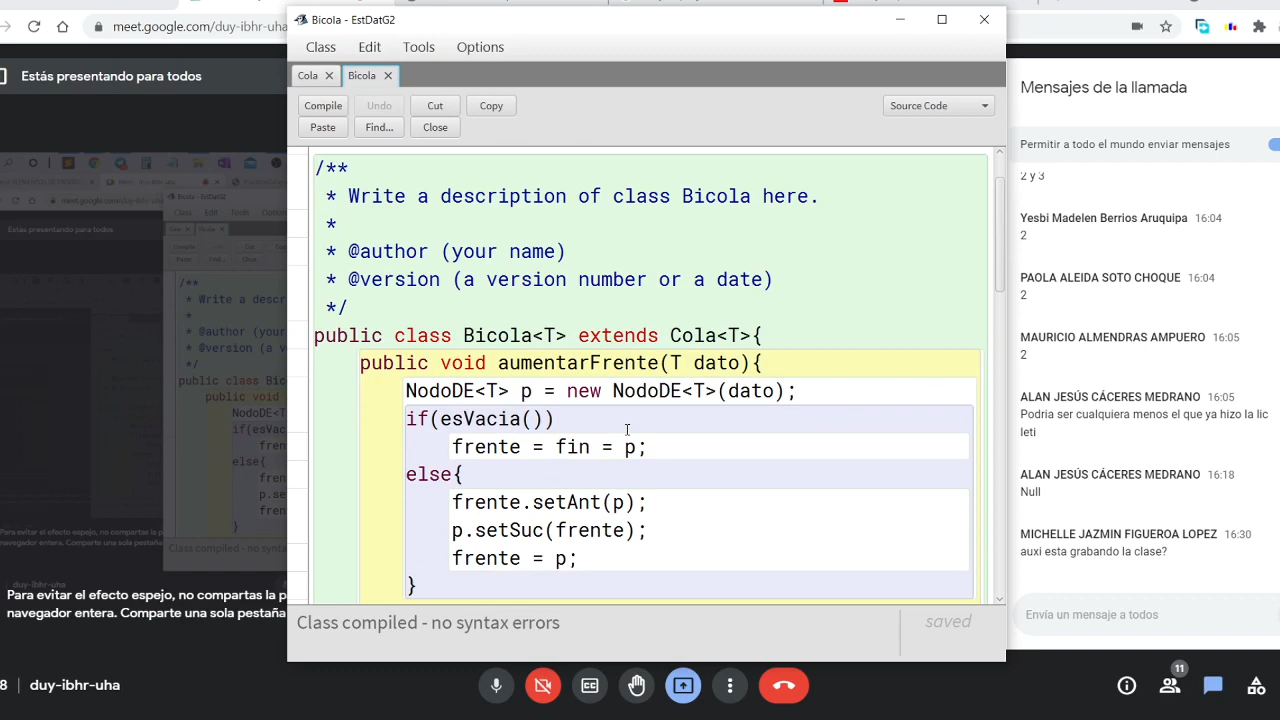 Bicola - EstDatG2
meet.google.com/duy-ibhr-uha
Class Edit Tools Options
Estás presentando para todos
Cola Bicola
Compile Undo Cut Copy
Source Code
Paste Find... Close
/**
* Write a description of class Bicola here.
*
* @author (your name)
* @version (a version number or a date)
*/
public class Bicola<T> extends Cola<T>{
public void aumentarFrente(T dato){
NodoDE<T> p = new NodoDE<T>(dato);
if(esVacia())
frente = fin = p;
else{
frente.setAnt(p);
p.setSuc(frente);
frente = p;
}
Class compiled - no syntax errors
saved
Mensajes de la llamada
Permitir a todo el mundo enviar mensajes
2 y 3
Yesbi Madelen Berrios Aruquipa 16:04
2
PAOLA ALEIDA SOTO CHOQUE 16:04
2
MAURICIO ALMENDRAS AMPUERO 16:05
2
ALAN JESÚS CÁCERES MEDRANO 16:05
Podria ser cualquiera menos el que ya hizo la lic
leti
ALAN JESÚS CÁCERES MEDRANO 16:18
Null
MICHELLE JAZMIN FIGUEROA LOPEZ 16:30
auxi esta grabando la clase?
Envía un mensaje a todos
Para evitar el efecto espejo, no compartas la p
navegador entera. Comparte una sola pestaña
8 | duy-ibhr-uha
11